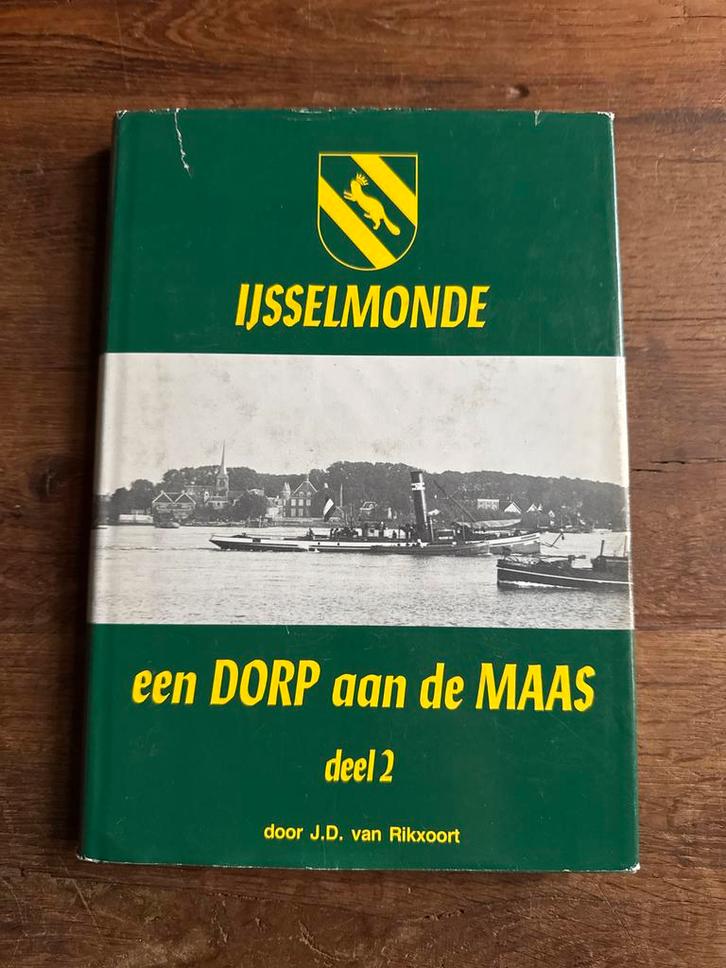 IJSSELMONDE
een DORP aan de MAAS
deel 2
door J.D. van Rikxoort